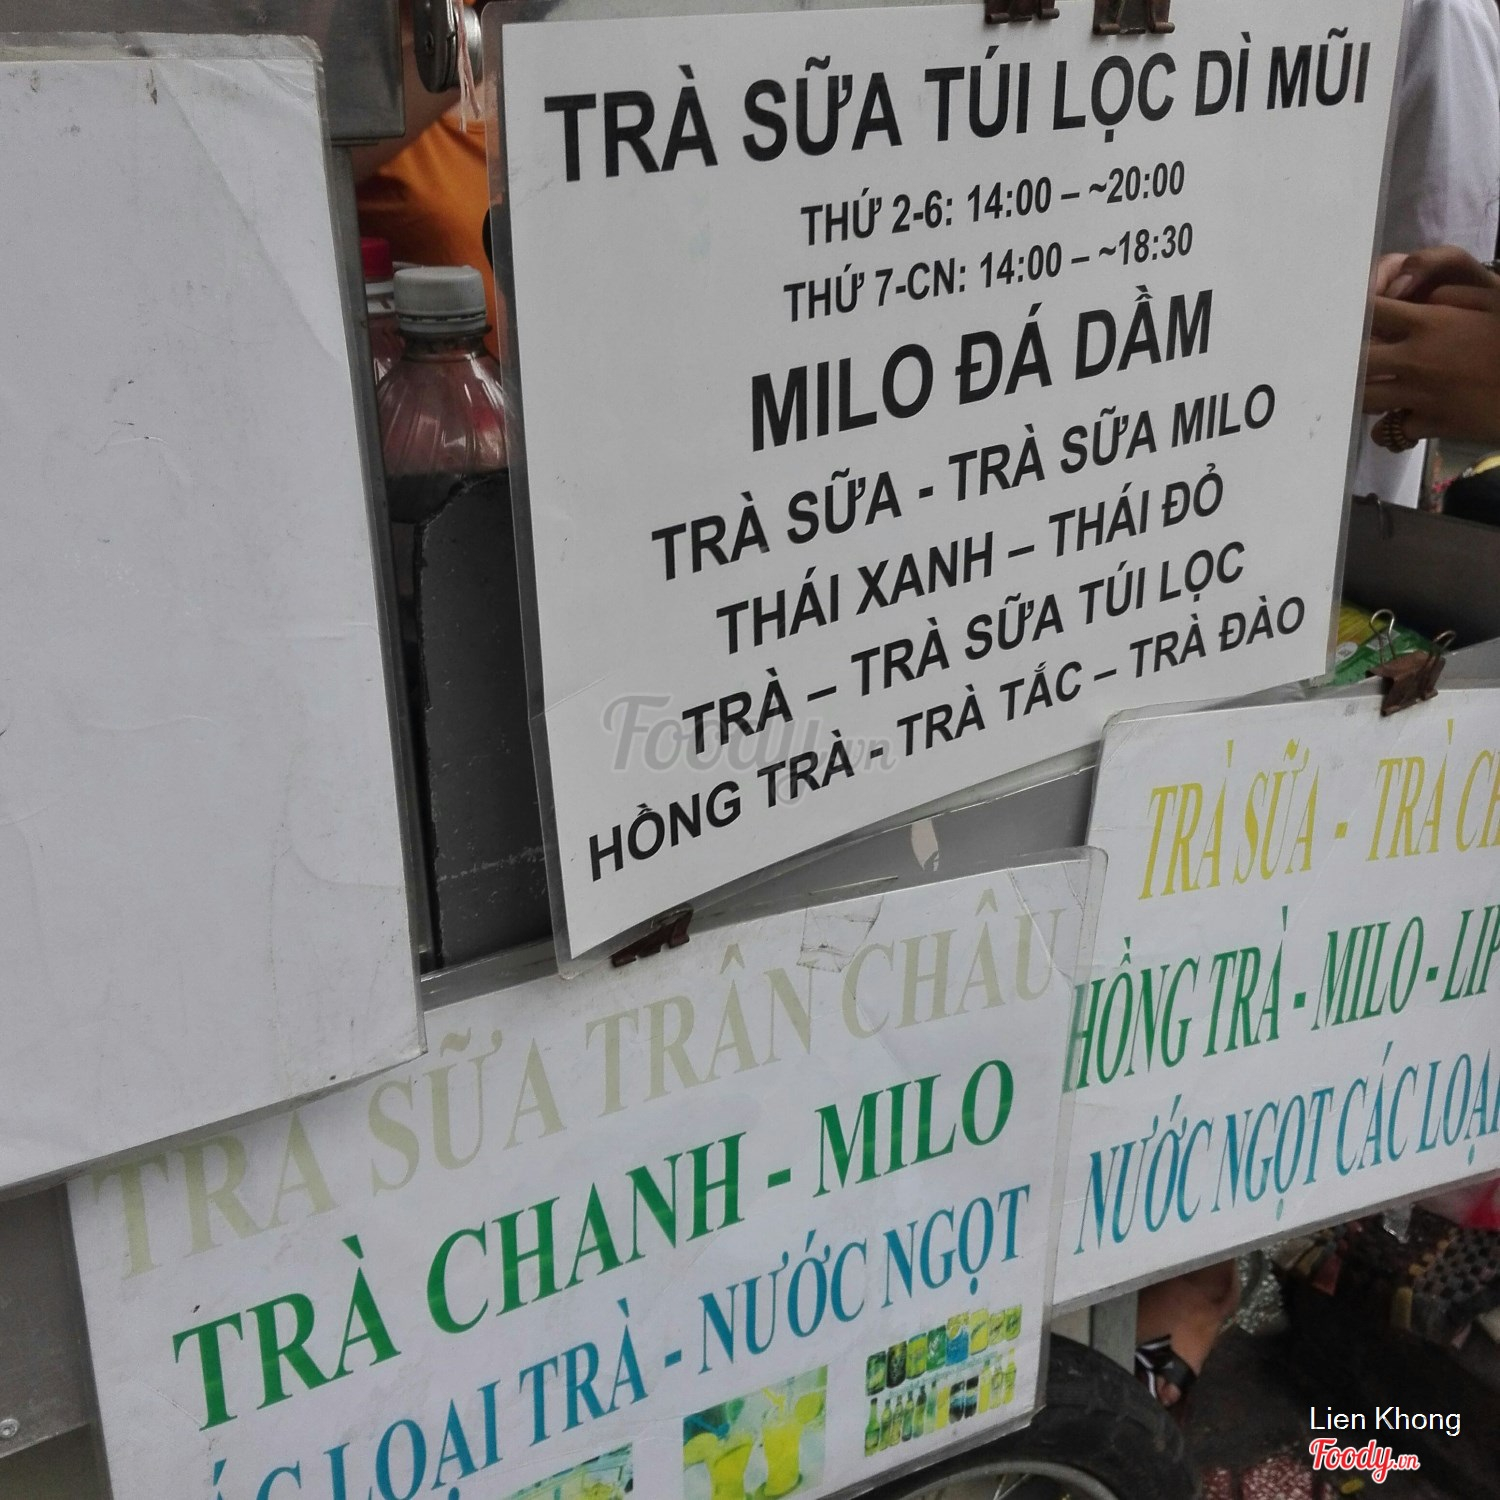 TRÀ SỮA TÚI LỌC DÌ MŨI
THỨ 2-6: 14:00 – ~20:00
THỨ 7-CN: 14:00 – ~18:30
MILO ĐÁ DẦM
TRÀ SỮA - TRÀ SỮA MILO
THÁI XANH – THÁI ĐỎ
TRÀ – TRÀ SỮA TÚI LỌC
HỒNG TRÀ - TRÀ TẮC – TRÀ ĐÀO
Foody.vn
TRÀ SỮA TRÂN CHÂU
TRÀ CHANH - MILO
LOẠI TRÀ - NƯỚC NGỌT
TRÀ SỮA - TRÀ
HỒNG TRÀ - MILO -
NƯỚC NGỌT CÁC LOẠI
Lien Khong
Foody.vn